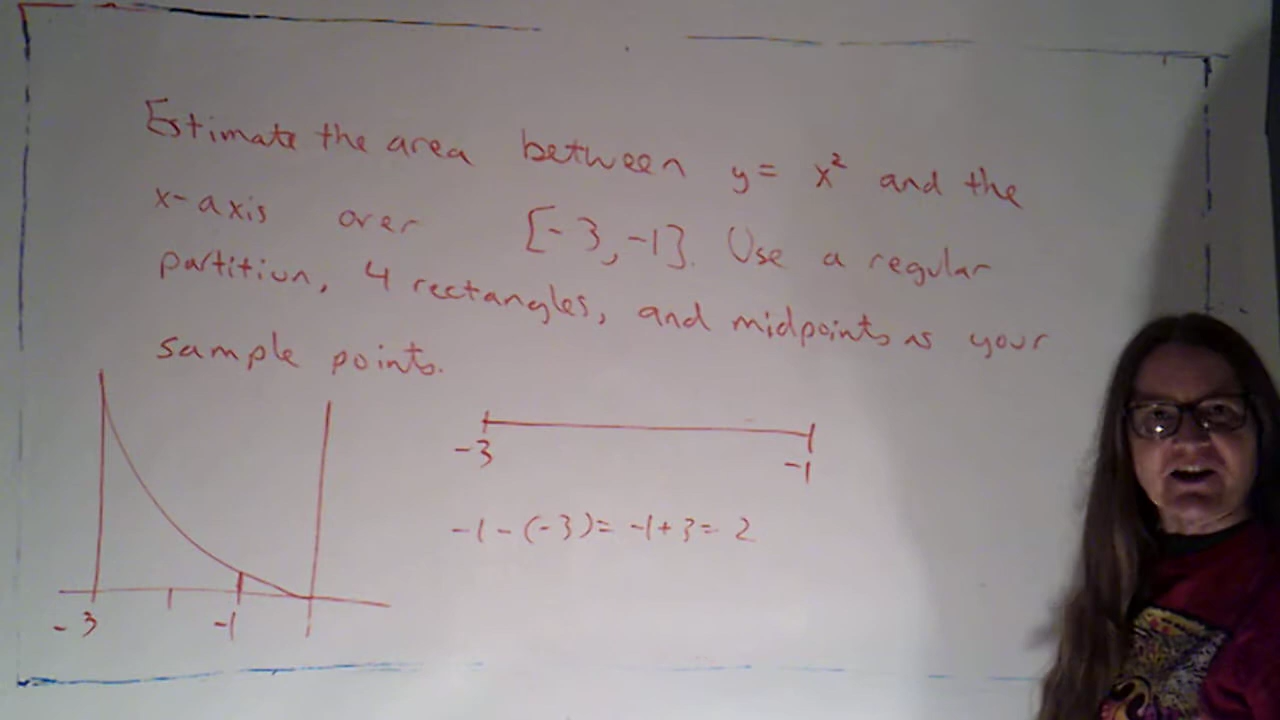 Estimate the area between y = x² and the
x-axis over [-3, -1]. Use a regular
partition, 4 rectangles, and midpoints as your
sample points.
-3 -1
-1 - (-3) = -1 + 3 = 2
-3 -1